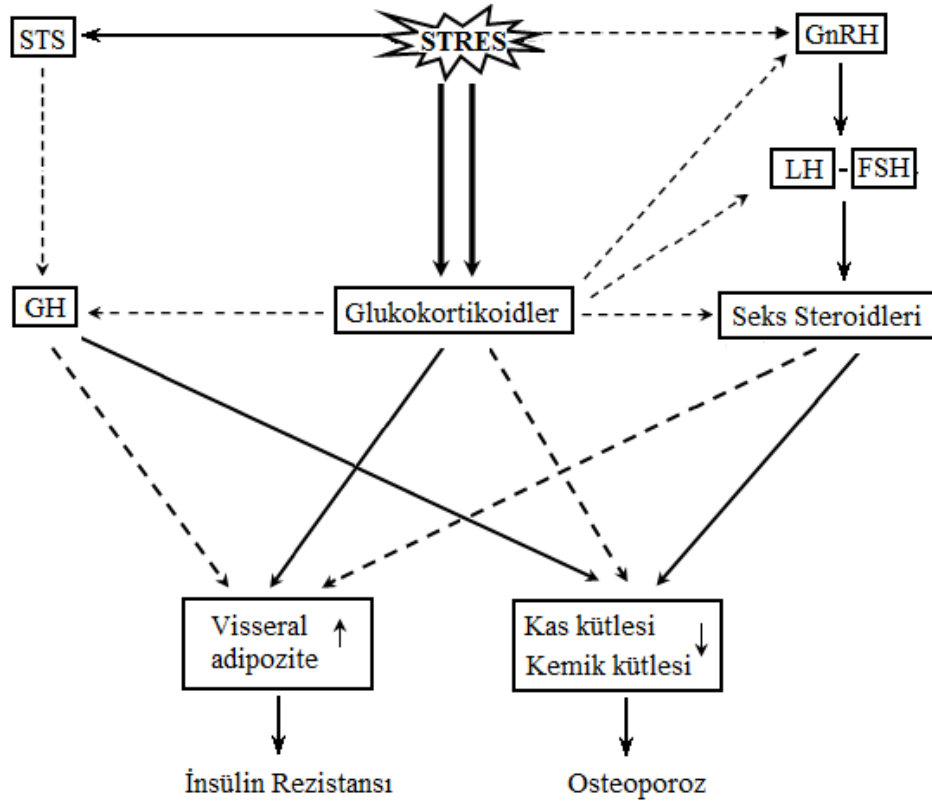 STS
STRES
GnRH
LH - FSH
GH
Glukokortikoidler
Seks Steroidleri
Visseral
adipozite
Kas kütlesi
Kemik kütlesi
İnsülin Rezistansı
Osteoporoz